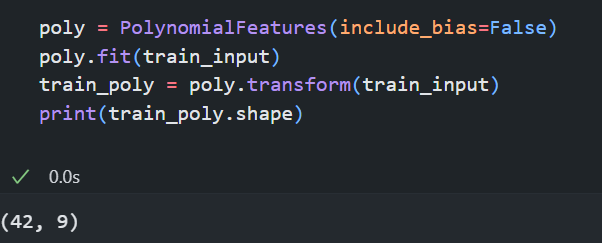 poly = PolynomialFeatures(include_bias=False)
poly.fit(train_input)
train_poly = poly.transform(train_input)
print(train_poly.shape)
0.0s
(42, 9)